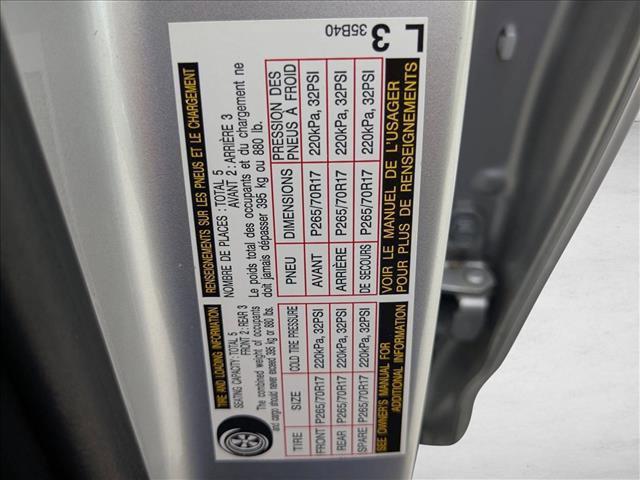 TIRE AND LOADING INFORMATION
SEATING CAPACITY : TOTAL 5
FRONT 2 : REAR 3
The combined weight of occupants
and cargo should never exceed 395 kg or 880 lbs.
TIRE SIZE COLD TIRE PRESSURE
FRONT P265/70R17 220kPa, 32PSI
REAR P265/70R17 220kPa, 32PSI
SPARE P265/70R17 220kPa, 32PSI
SEE OWNER'S MANUAL FOR
ADDITIONAL INFORMATION
RENSEIGNEMENTS SUR LES PNEUS ET LE CHARGEMENT
NOMBRE DE PLACES : TOTAL 5
AVANT 2 : ARRIÈRE 3
Le poids total des occupants et du chargement ne
doit jamais dépasser 395 kg ou 880 lb.
PNEU DIMENSIONS PRESSION DES
PNEUS À FROID
AVANT P265/70R17 220kPa, 32PSI
ARRIÈRE P265/70R17 220kPa, 32PSI
DE SECOURS P265/70R17 220kPa, 32PSI
VOIR LE MANUEL DE L'USAGER
POUR PLUS DE RENSEIGNEMENTS
35B40
L3